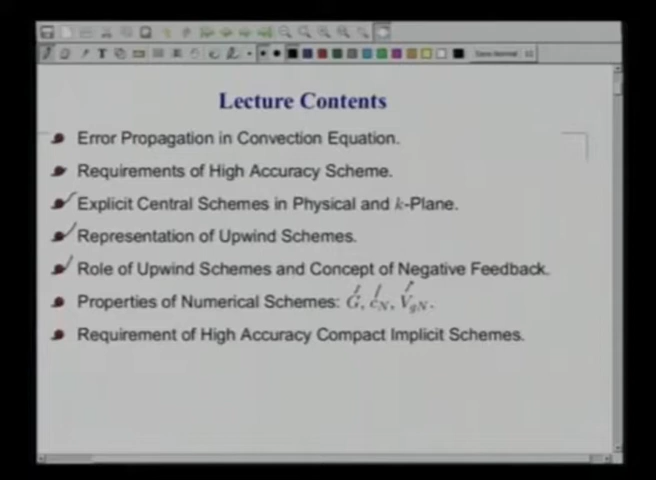 Lecture Contents
Error Propagation in Convection Equation.
Requirements of High Accuracy Scheme.
Explicit Central Schemes in Physical and k-Plane.
Representation of Upwind Schemes.
Role of Upwind Schemes and Concept of Negative Feedback.
Properties of Numerical Schemes: G, c_N, V_gN.
Requirement of High Accuracy Compact Implicit Schemes.